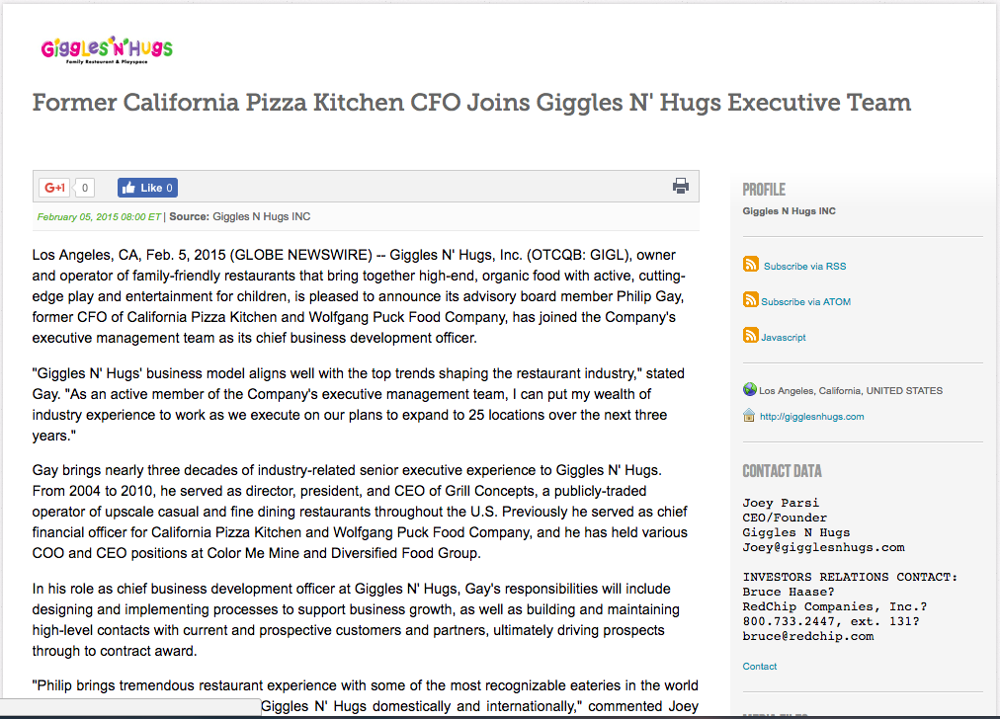 GiGGLES'N'HUGS
Family Restaurant & Playspace
Former California Pizza Kitchen CFO Joins Giggles N' Hugs Executive Team
G+1 0 Like 0
February 05, 2015 08:00 ET | Source: Giggles N Hugs INC
Los Angeles, CA, Feb. 5, 2015 (GLOBE NEWSWIRE) -- Giggles N' Hugs, Inc. (OTCQB: GIGL), owner
and operator of family-friendly restaurants that bring together high-end, organic food with active, cutting-
edge play and entertainment for children, is pleased to announce its advisory board member Philip Gay,
former CFO of California Pizza Kitchen and Wolfgang Puck Food Company, has joined the Company's
executive management team as its chief business development officer.
"Giggles N' Hugs' business model aligns well with the top trends shaping the restaurant industry," stated
Gay. "As an active member of the Company's executive management team, I can put my wealth of
industry experience to work as we execute on our plans to expand to 25 locations over the next three
years."
Gay brings nearly three decades of industry-related senior executive experience to Giggles N' Hugs.
From 2004 to 2010, he served as director, president, and CEO of Grill Concepts, a publicly-traded
operator of upscale casual and fine dining restaurants throughout the U.S. Previously he served as chief
financial officer for California Pizza Kitchen and Wolfgang Puck Food Company, and he has held various
COO and CEO positions at Color Me Mine and Diversified Food Group.
In his role as chief business development officer at Giggles N' Hugs, Gay's responsibilities will include
designing and implementing processes to support business growth, as well as building and maintaining
high-level contacts with current and prospective customers and partners, ultimately driving prospects
through to contract award.
"Philip brings tremendous restaurant experience with some of the most recognizable eateries in the world
Giggles N' Hugs domestically and internationally," commented Joey
PROFILE
Giggles N Hugs INC
Subscribe via RSS
Subscribe via ATOM
Javascript
Los Angeles, California, UNITED STATES
http://gigglesnhugs.com
CONTACT DATA
Joey Parsi
CEO/Founder
Giggles N Hugs
Joey@gigglesnhugs.com
INVESTORS RELATIONS CONTACT:
Bruce Haase?
RedChip Companies, Inc.?
800.733.2447, ext. 131?
bruce@redchip.com
Contact
MEDIA FILES